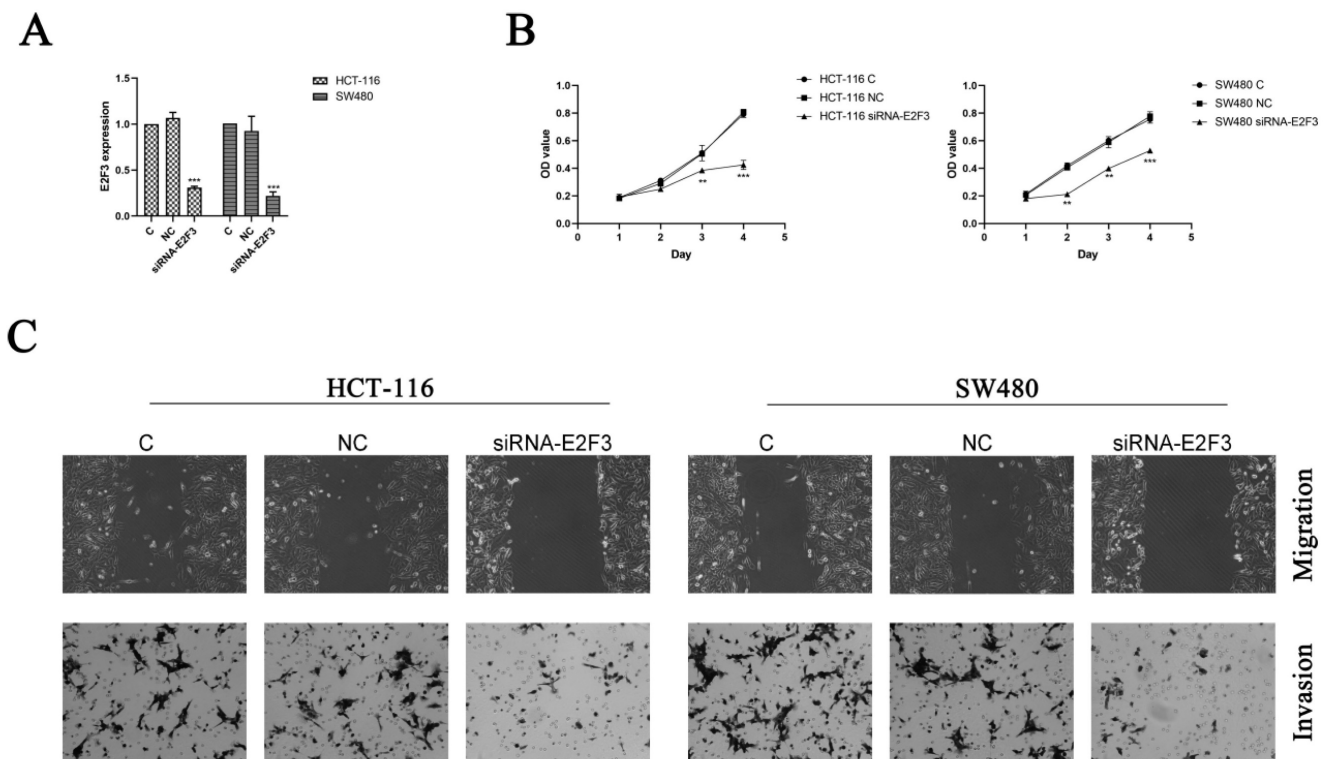 A
E2F3 expression
1.5
1.0
0.5
0.0
***
***
C
NC
siRNA-E2F3
C
NC
siRNA-E2F3
HCT-116
SW480
B
OD value
1.0
0.8
0.6
0.4
0.2
0.0
**
***
0
1
2
3
4
5
Day
HCT-116 C
HCT-116 NC
HCT-116 siRNA-E2F3
OD value
1.0
0.8
0.6
0.4
0.2
0.0
**
**
***
0
1
2
3
4
5
Day
SW480 C
SW480 NC
SW480 siRNA-E2F3
C
HCT-116
SW480
C
NC
siRNA-E2F3
C
NC
siRNA-E2F3
Migration
Invasion